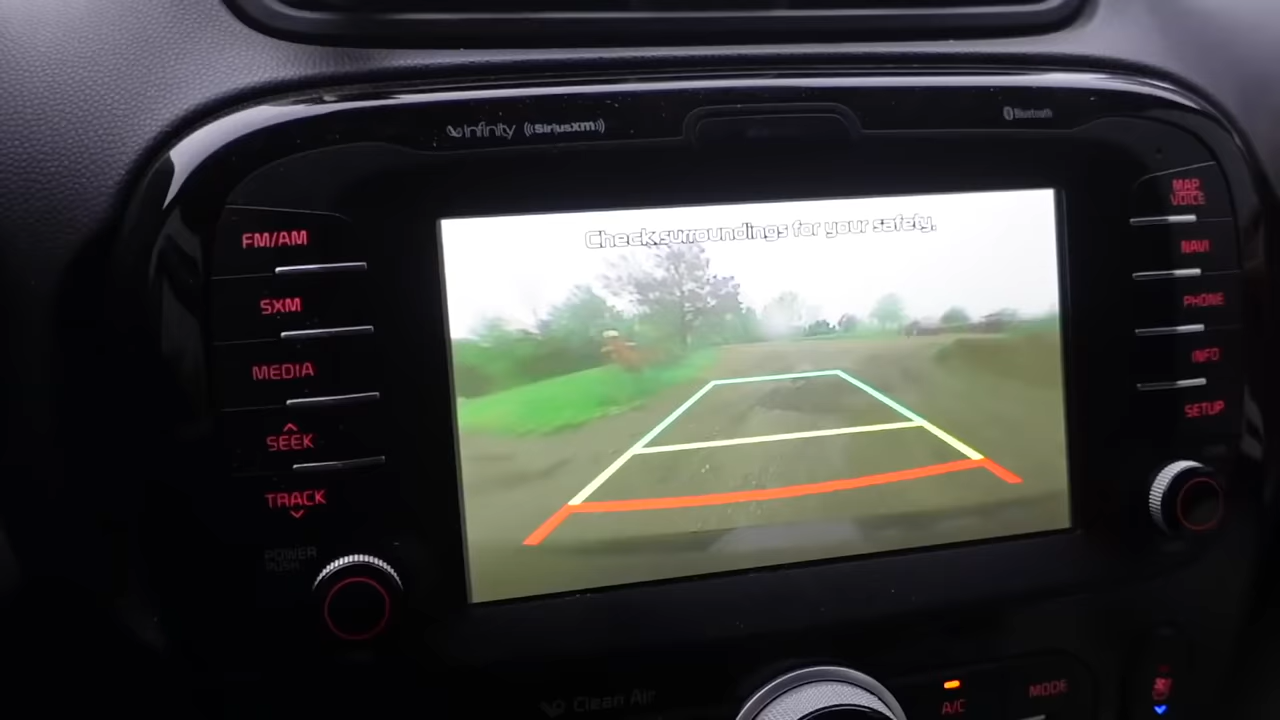 infinity
SiriusXM
Bluetooth
MAP
VOICE
FM/AM
Check surroundings for your safety.
NAVI
SXM
PHONE
MEDIA
INFO
SEEK
SETUP
TRACK
POWER
PUSH
Clean Air
A/C
MODE